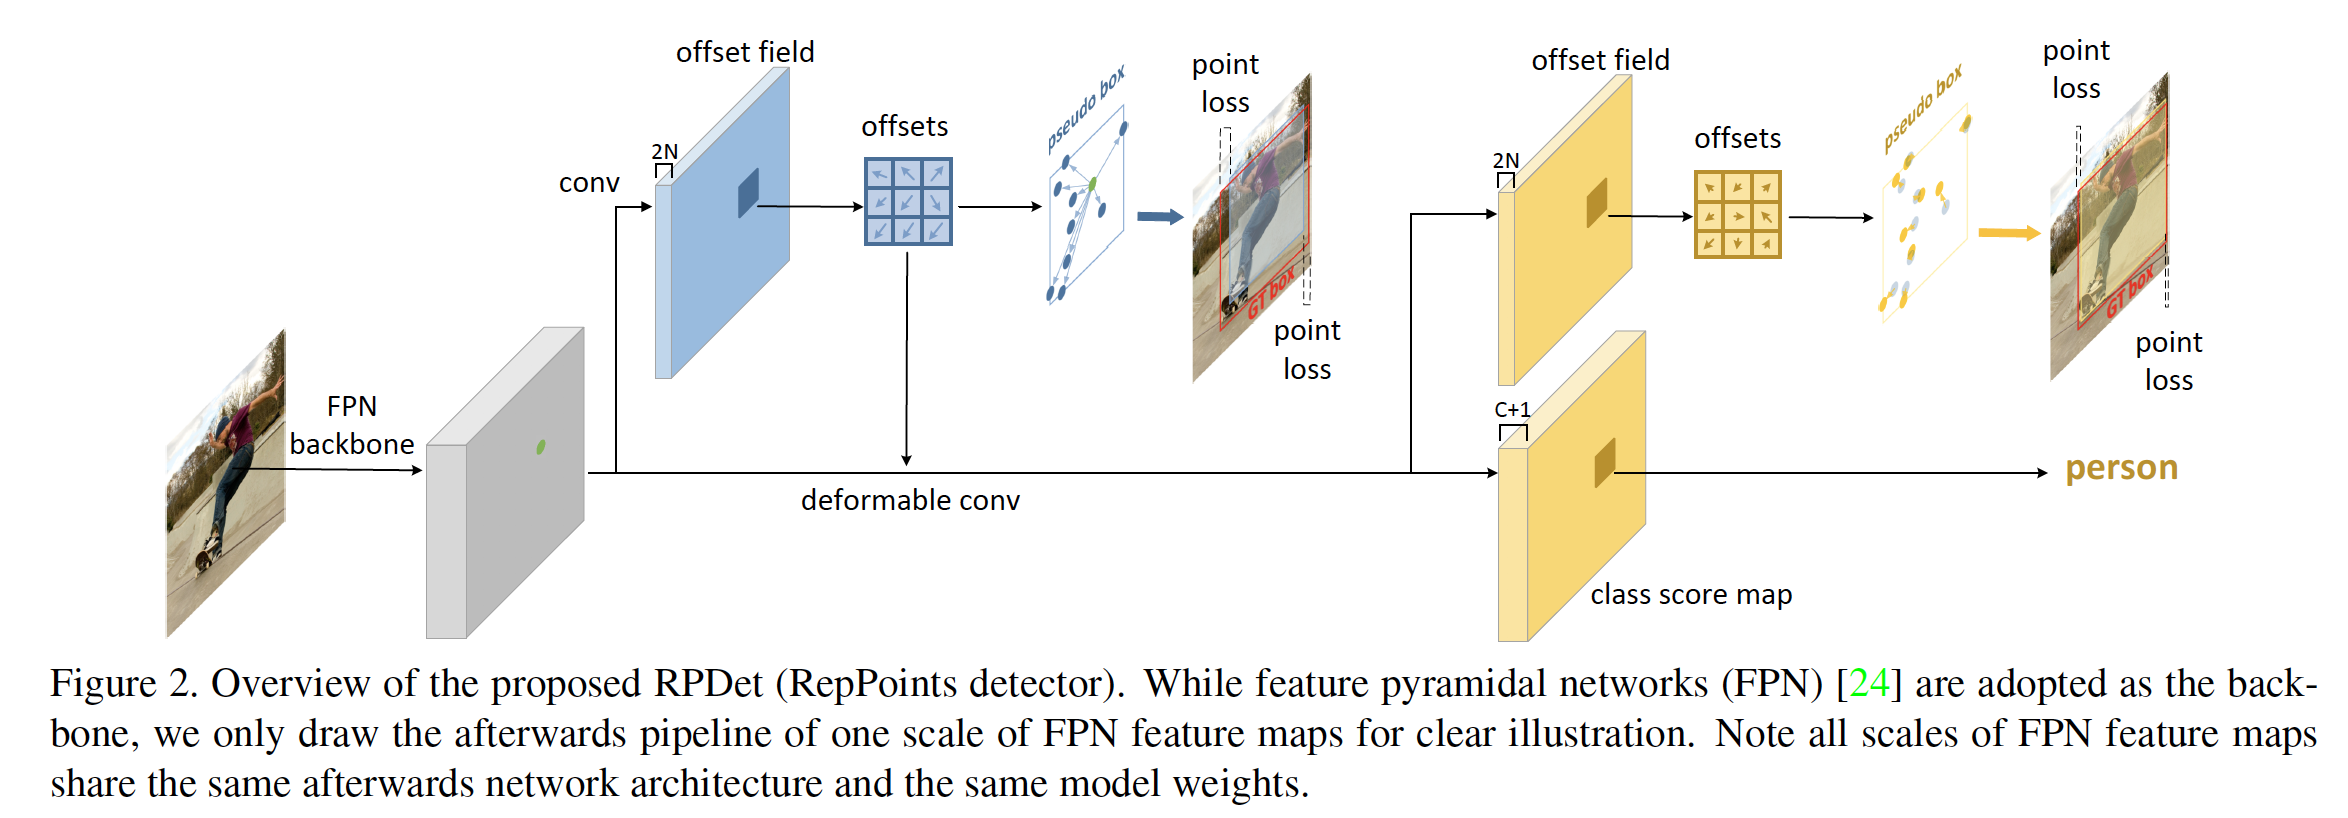 offset field
2N
conv
offsets
pseudo box
point
loss
GT box
point
loss
offset field
2N
offsets
pseudo box
point
loss
GT box
point
loss
FPN
backbone
deformable conv
C+1
person
class score map
Figure 2. Overview of the proposed RPDet (RepPoints detector). While feature pyramidal networks (FPN) [24] are adopted as the back-
bone, we only draw the afterwards pipeline of one scale of FPN feature maps for clear illustration. Note all scales of FPN feature maps
share the same afterwards network architecture and the same model weights.